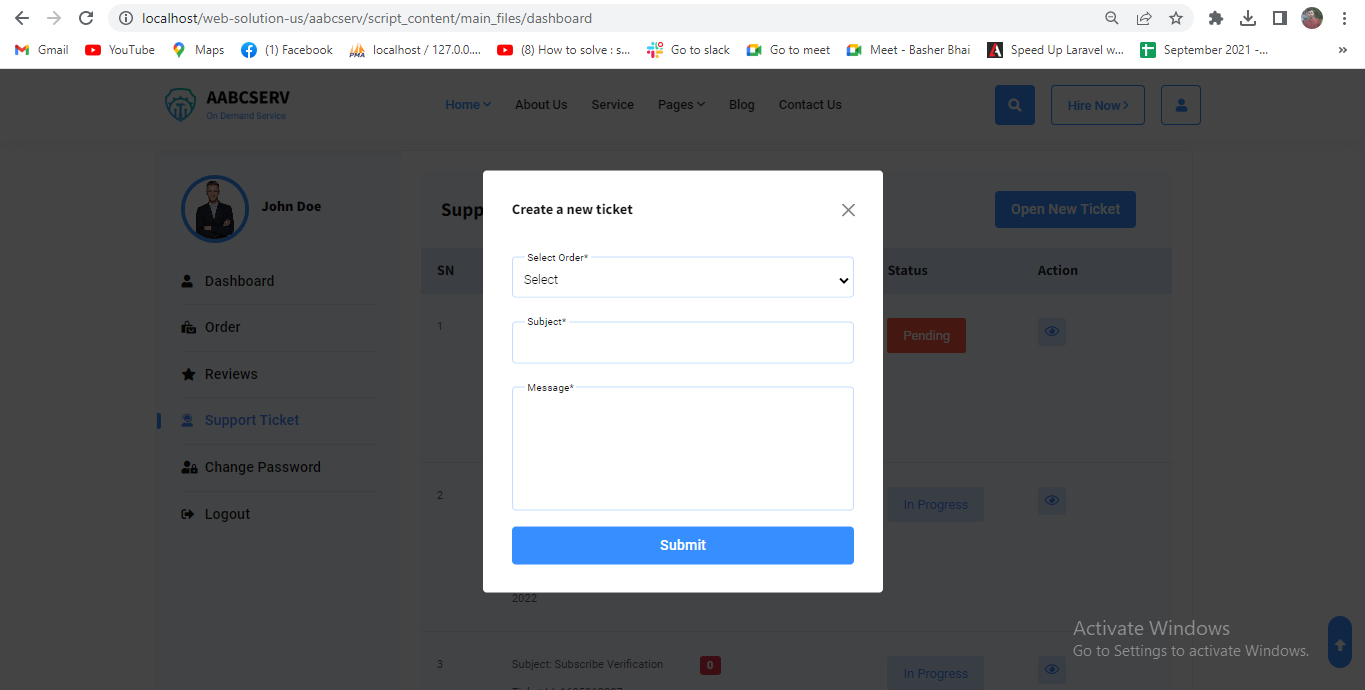 localhost/web-solution-us/aabcserv/script_content/main_files/dashboard
Gmail YouTube Maps (1) Facebook localhost / 127.0.0.... (8) How to solve : s... Go to slack Go to meet Meet - Basher Bhai Speed Up Laravel w... September 2021 -... »
AABCSERV
On Demand Service
Home About Us Service Pages Blog Contact Us
Hire Now
John Doe
Dashboard
Order
Reviews
Support Ticket
Change Password
Logout
Supp
Open New Ticket
SN Status Action
1 Pending
2 In Progress
2022
3 Subject: Subscribe Verification 0 In Progress
Create a new ticket
Select Order*
Select
Subject*
Message*
Submit
Activate Windows
Go to Settings to activate Windows.